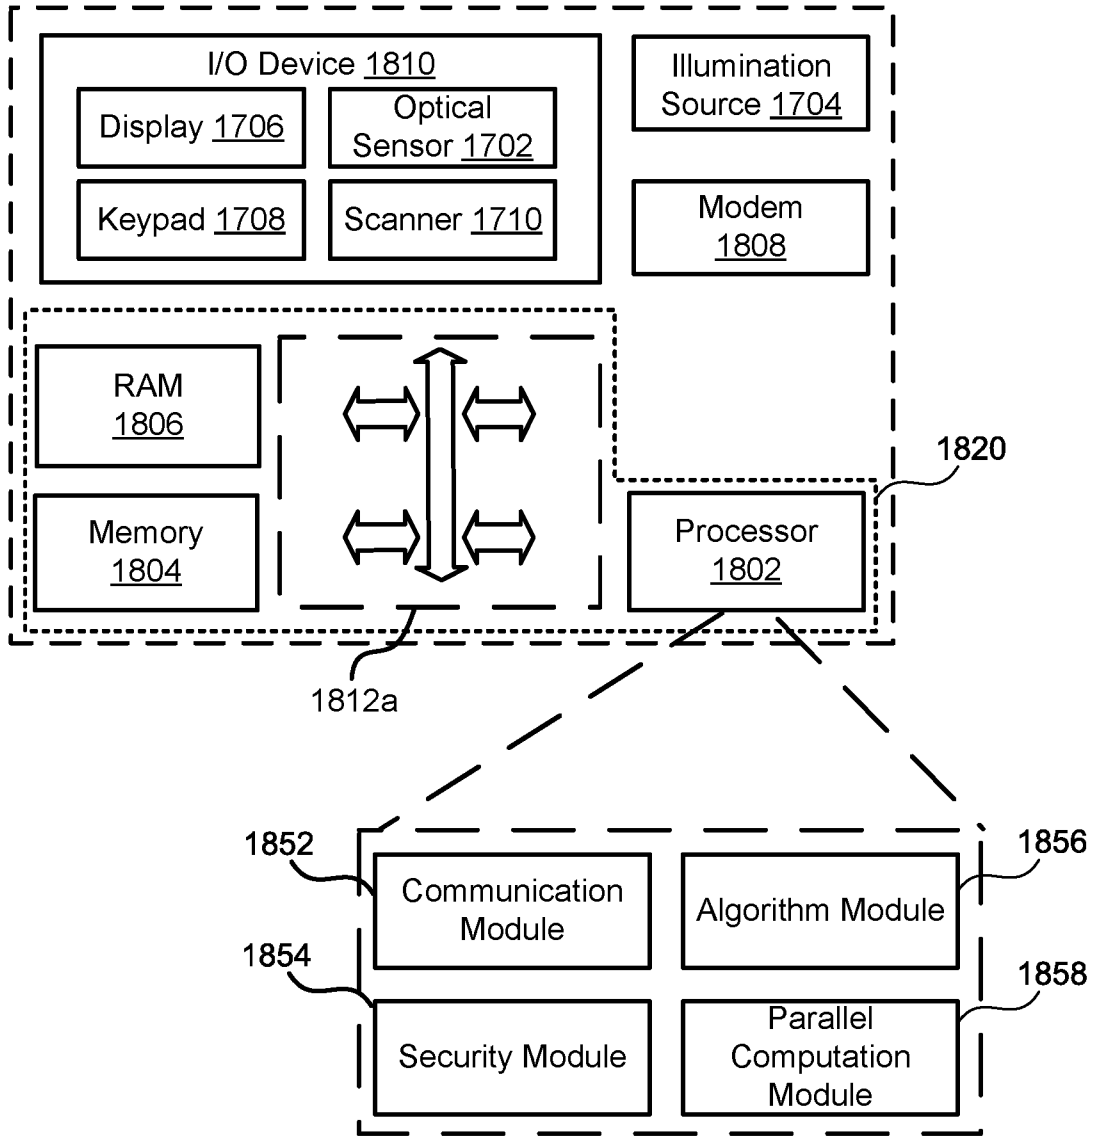 I/O Device 1810
Display 1706
Optical
Sensor 1702
Keypad 1708
Scanner 1710
Illumination
Source 1704
Modem
1808
RAM
1806
Memory
1804
Processor
1802
1820
1812a
1852
Communication
Module
1856
Algorithm Module
1854
Security Module
1858
Parallel
Computation
Module